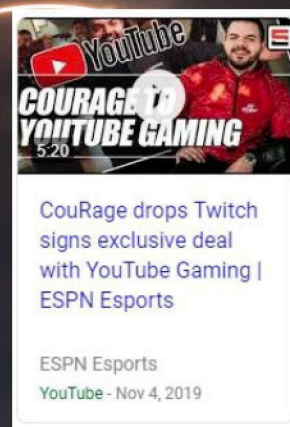 YouTube
COURAGE TO
YOUTUBE GAMING
5:20
CouRage drops Twitch
signs exclusive deal
with YouTube Gaming |
ESPN Esports
ESPN Esports
YouTube - Nov 4, 2019